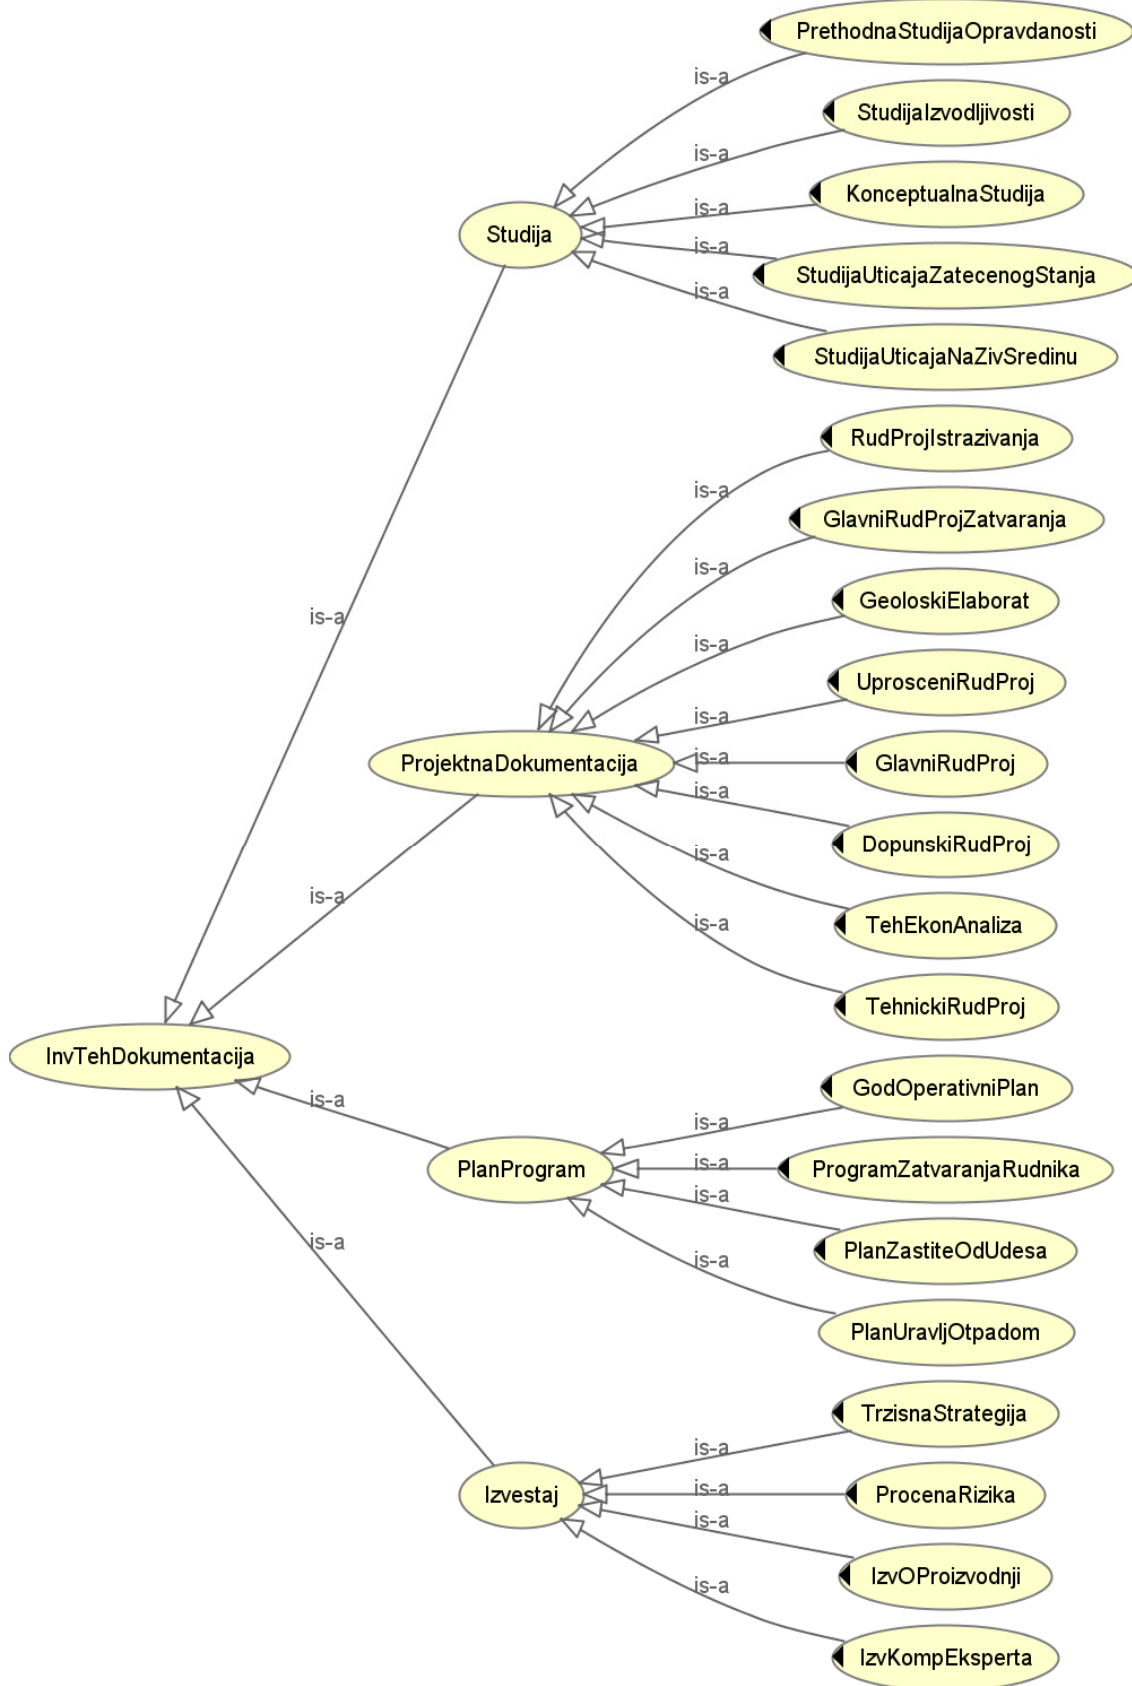 PrethodnaStudijaOpravdanosti
is-a
StudijaIzvodljivosti
is-a
KonceptualnaStudija
is-a
Studija
is-a
StudijaUticajaZatecenogStanja
is-a
StudijaUticajaNaZivSredinu
RudProjIstrazivanja
is-a
GlavniRudProjZatvaranja
is-a
GeoloskiElaborat
is-a
is-a
UprosceniRudProj
is-a
ProjektnaDokumentacija
is-a
GlavniRudProj
is-a
DopunskiRudProj
is-a
is-a
TehEkonAnaliza
is-a
TehnickiRudProj
InvTehDokumentacija
is-a
GodOperativniPlan
is-a
PlanProgram
is-a
ProgramZatvaranjaRudnika
is-a
is-a
PlanZastiteOdUdesa
is-a
PlanUravljOtpadom
TrzisnaStrategija
is-a
Izvestaj
is-a
ProcenaRizika
is-a
IzvOProizvodnji
is-a
IzvKompEksperta